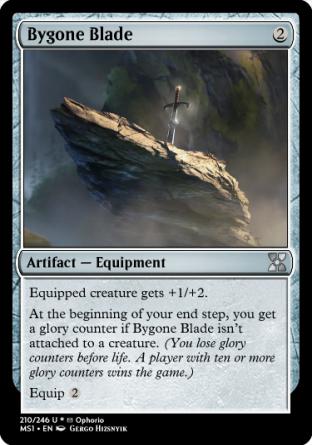 Bygone Blade 2
Artifact — Equipment
Equipped creature gets +1/+2.
At the beginning of your end step, you get
a glory counter if Bygone Blade isn't
attached to a creature. (You lose glory
counters before life. A player with ten or more
glory counters wins the game.)
Equip 2
210/246 U * Ophorio
MSI • EN Gergo Hizsnyik